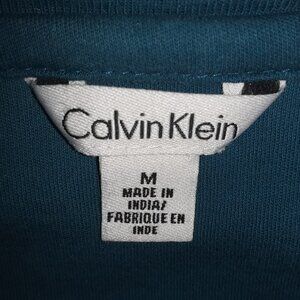 Calvin Klein
M
MADE IN
INDIA/
FABRIQUE EN
INDE